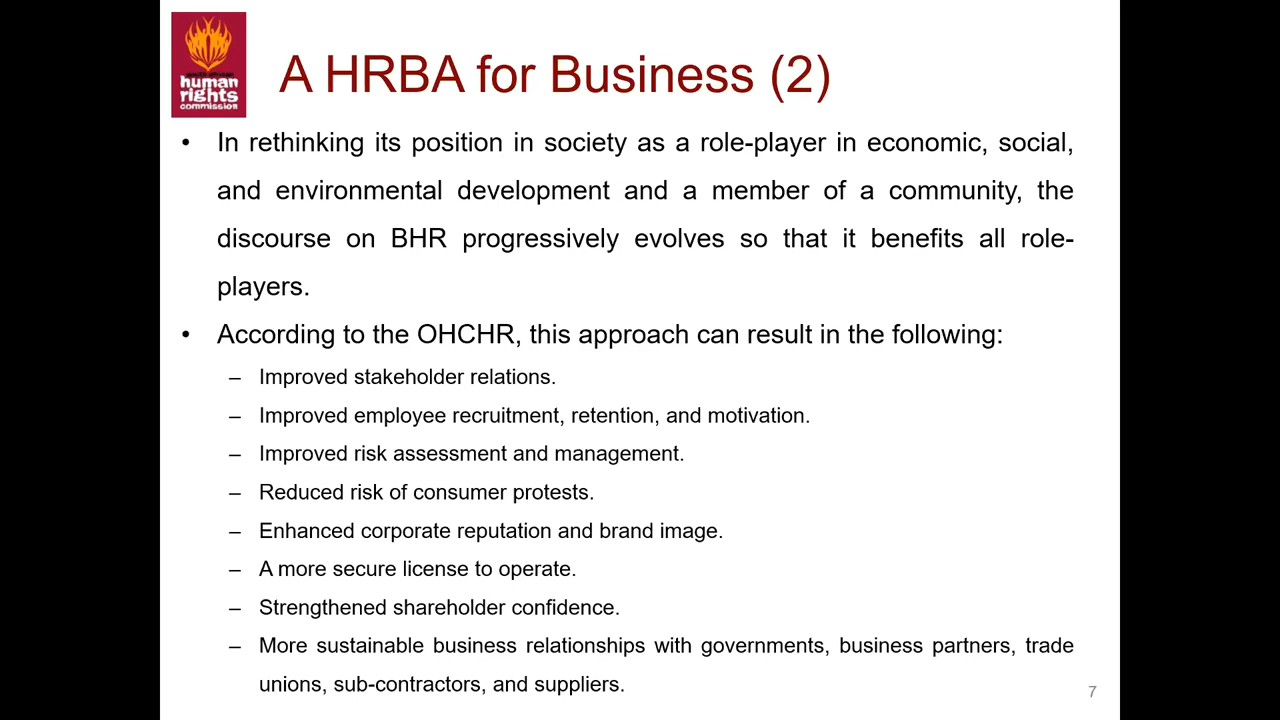 south african
human
rights
commission
A HRBA for Business (2)
• In rethinking its position in society as a role-player in economic, social,
and environmental development and a member of a community, the
discourse on BHR progressively evolves so that it benefits all role-
players.
• According to the OHCHR, this approach can result in the following:
– Improved stakeholder relations.
– Improved employee recruitment, retention, and motivation.
– Improved risk assessment and management.
– Reduced risk of consumer protests.
– Enhanced corporate reputation and brand image.
– A more secure license to operate.
– Strengthened shareholder confidence.
– More sustainable business relationships with governments, business partners, trade
unions, sub-contractors, and suppliers.
7